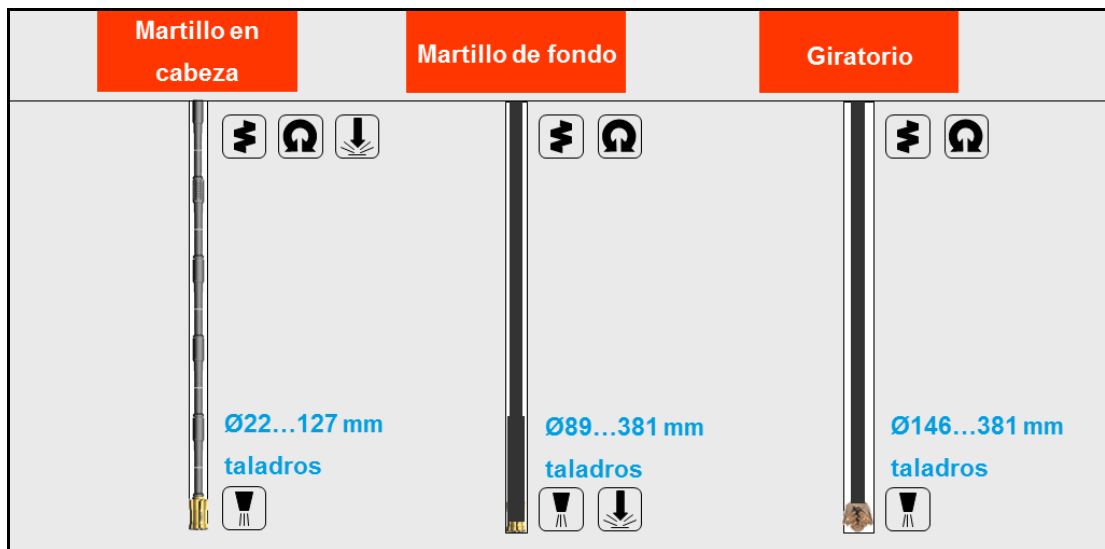 Martillo en
cabeza
Martillo de fondo
Giratorio
Ø22...127 mm
taladros
Ø89...381 mm
taladros
Ø146...381 mm
taladros